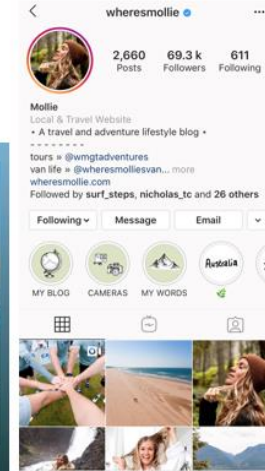 wheresmollie
2,660 69.3 k 611
Posts Followers Following
Mollie
Local & Travel Website
• A travel and adventure lifestyle blog •
- - - - - - - -
tours » @wmgtadventures
van life » @wheresmolliesvan... more
wheresmollie.com
Followed by surf_steps, nicholas_tc and 26 others
Following Message Email
Australia
MY BLOG CAMERAS MY WORDS